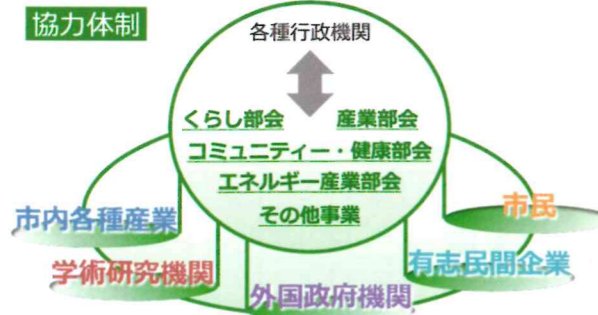 協力体制
各種行政機関
くらし部会　産業部会
コミュニティー・健康部会
エネルギー産業部会
その他事業
市内各種産業
市民
学術研究機関
有志民間企業
外国政府機関